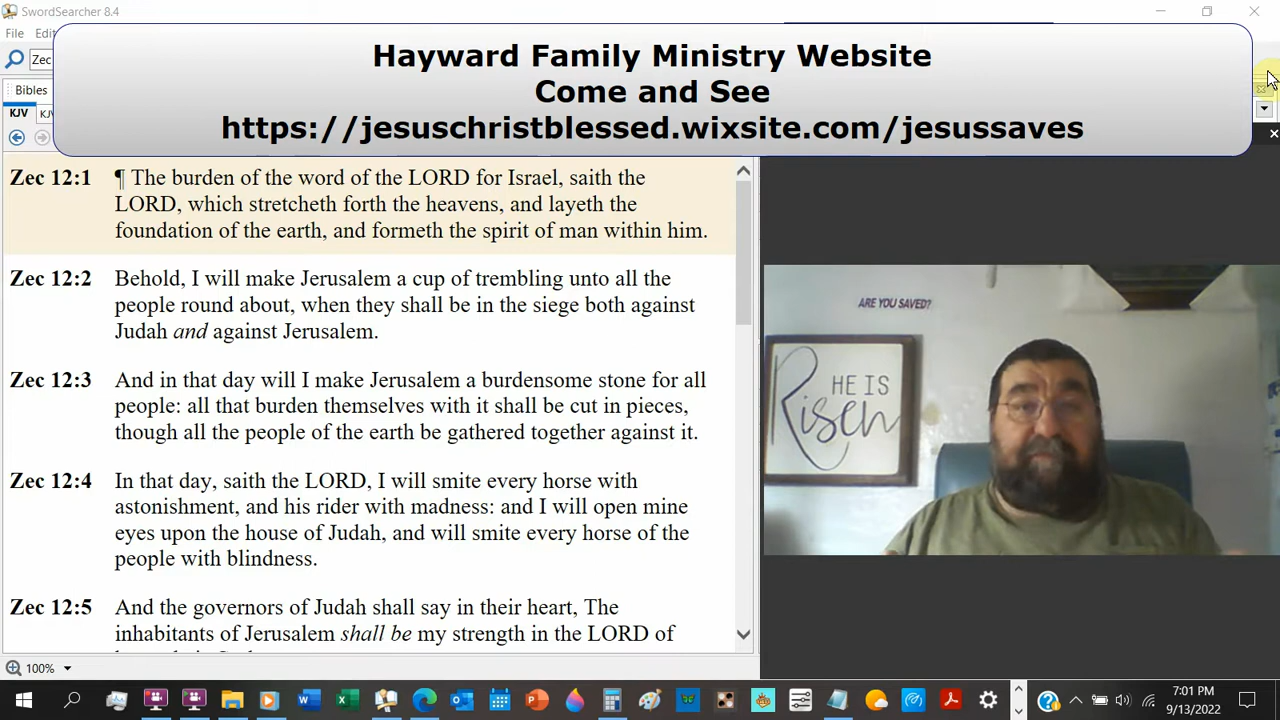 SwordSearcher 8.4
File
Hayward Family Ministry Website
Come and See
https://jesuschristblessed.wixsite.com/jesussaves
Zec
Bibles
KJV
Zec 12:1 ¶ The burden of the word of the LORD for Israel, saith the
LORD, which stretcheth forth the heavens, and layeth the
foundation of the earth, and formeth the spirit of man within him.
Zec 12:2 Behold, I will make Jerusalem a cup of trembling unto all the
people round about, when they shall be in the siege both against
Judah and against Jerusalem.
Zec 12:3 And in that day will I make Jerusalem a burdensome stone for all
people: all that burden themselves with it shall be cut in pieces,
though all the people of the earth be gathered together against it.
Zec 12:4 In that day, saith the LORD, I will smite every horse with
astonishment, and his rider with madness: and I will open mine
eyes upon the house of Judah, and will smite every horse of the
people with blindness.
Zec 12:5 And the governors of Judah shall say in their heart, The
inhabitants of Jerusalem shall be my strength in the LORD of
ARE YOU SAVED?
HE IS
Risen
100%
7:01 PM
9/13/2022